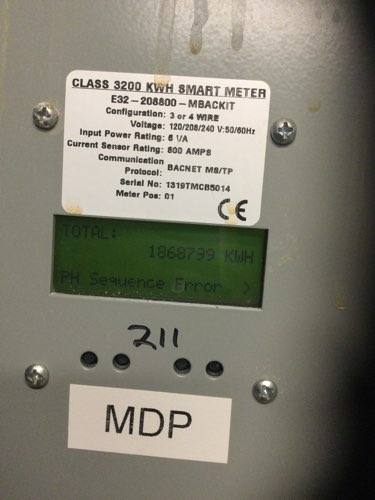 CLASS 3200 KWH SMART METER
E32-208800-MBACKIT
Configuration: 3 or 4 WIRE
Voltage: 120/208/240 V:50/60Hz
Input Power Rating: 6 VA
Current Sensor Rating: 800 AMPS
Communication
Protocol: BACNET MS/TP
Serial No: 1319TMCB5014
Meter Pos: 01
CE
TOTAL:
1868799 KWH
PH Sequence Error >
211
MDP